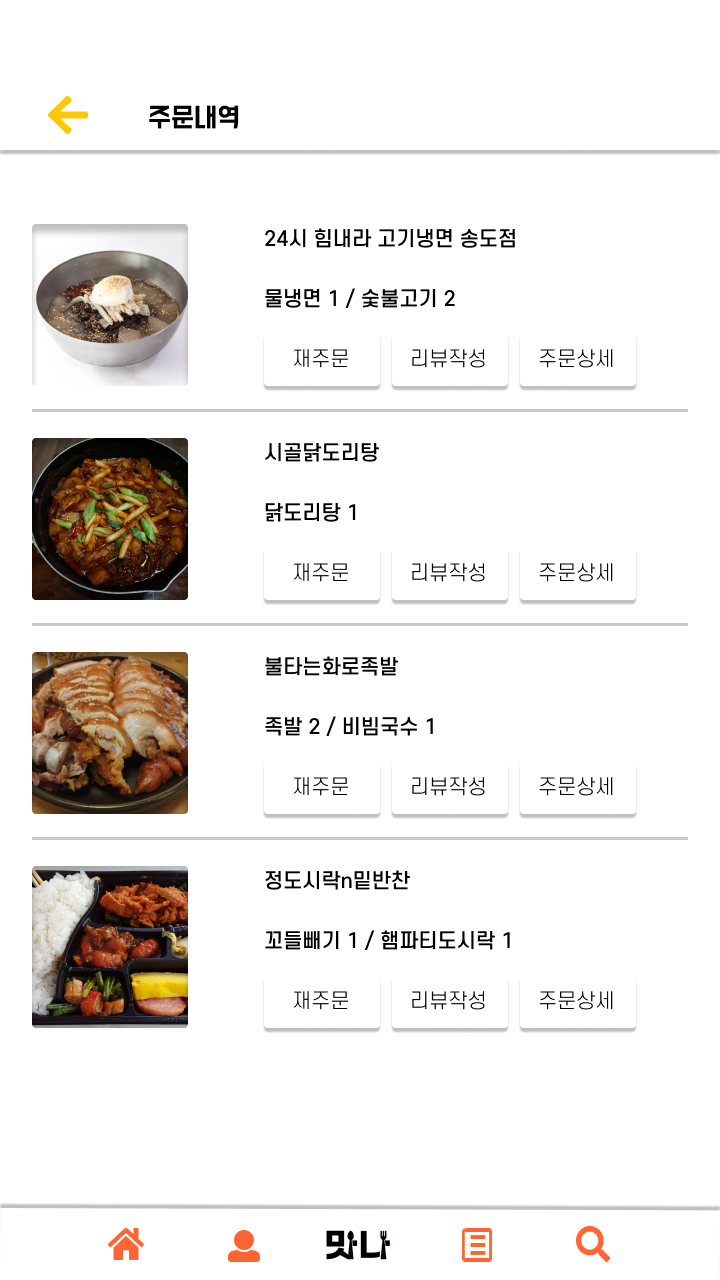 주문내역
24시 힘내라 고기냉면 송도점
물냉면 1 / 숯불고기 2
재주문 리뷰작성 주문상세
시골닭도리탕
닭도리탕 1
재주문 리뷰작성 주문상세
불타는화로족발
족발 2 / 비빔국수 1
재주문 리뷰작성 주문상세
정도시락n밑반찬
꼬들빼기 1 / 햄파티도시락 1
재주문 리뷰작성 주문상세
맛나